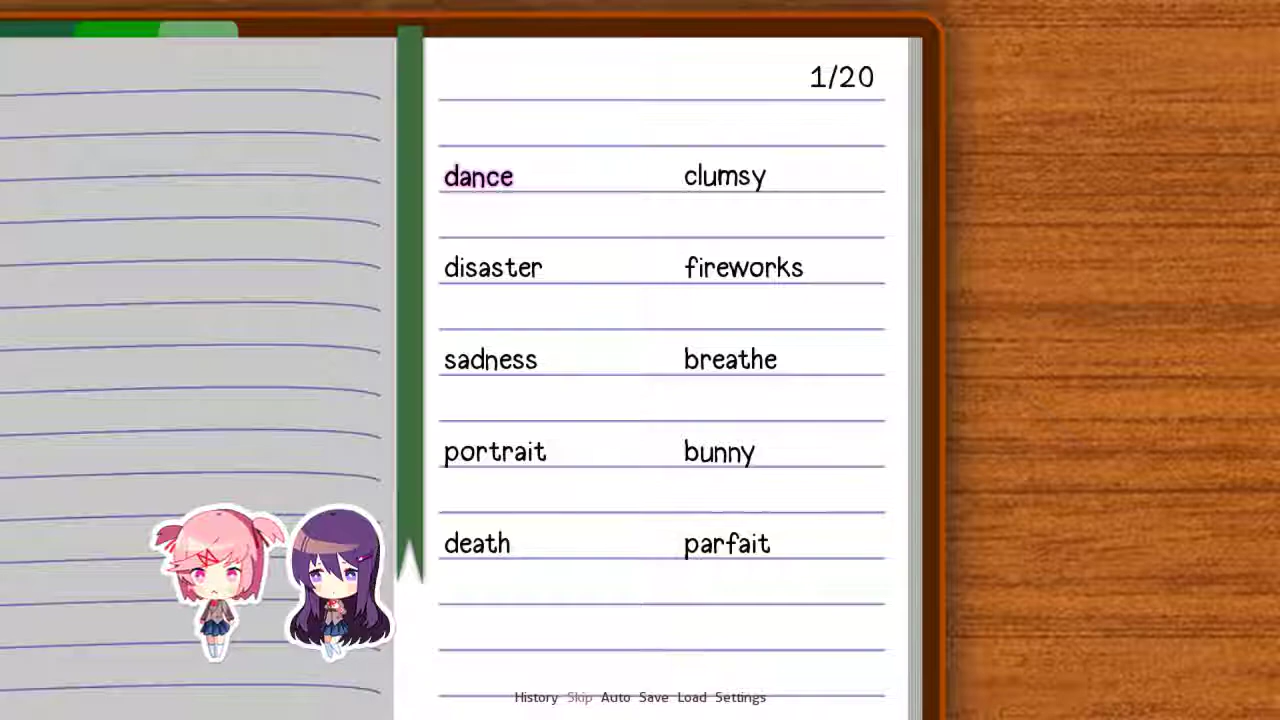 1/20
dance clumsy
disaster fireworks
sadness breathe
portrait bunny
death parfait
History Skip Auto Save Load Settings